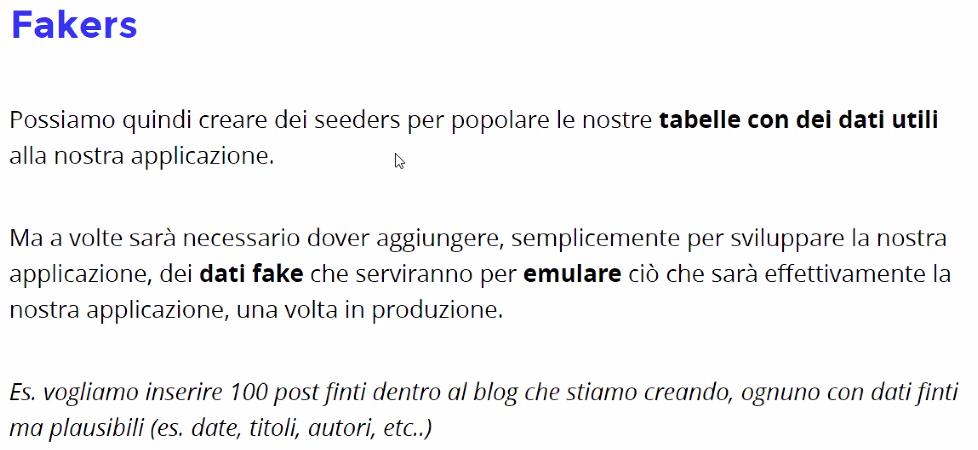 Fakers
Possiamo quindi creare dei seeders per popolare le nostre tabelle con dei dati utili
alla nostra applicazione.
Ma a volte sarà necessario dover aggiungere, semplicemente per sviluppare la nostra
applicazione, dei dati fake che serviranno per emulare ciò che sarà effettivamente la
nostra applicazione, una volta in produzione.
Es. vogliamo inserire 100 post finti dentro al blog che stiamo creando, ognuno con dati finti
ma plausibili (es. date, titoli, autori, etc..)